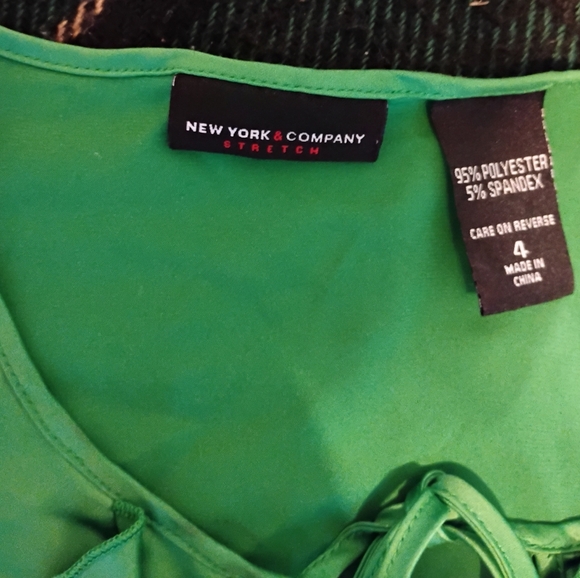 NEW YORK & COMPANY
STRETCH
95% POLYESTER
5% SPANDEX
CARE ON REVERSE
4
MADE IN
CHINA